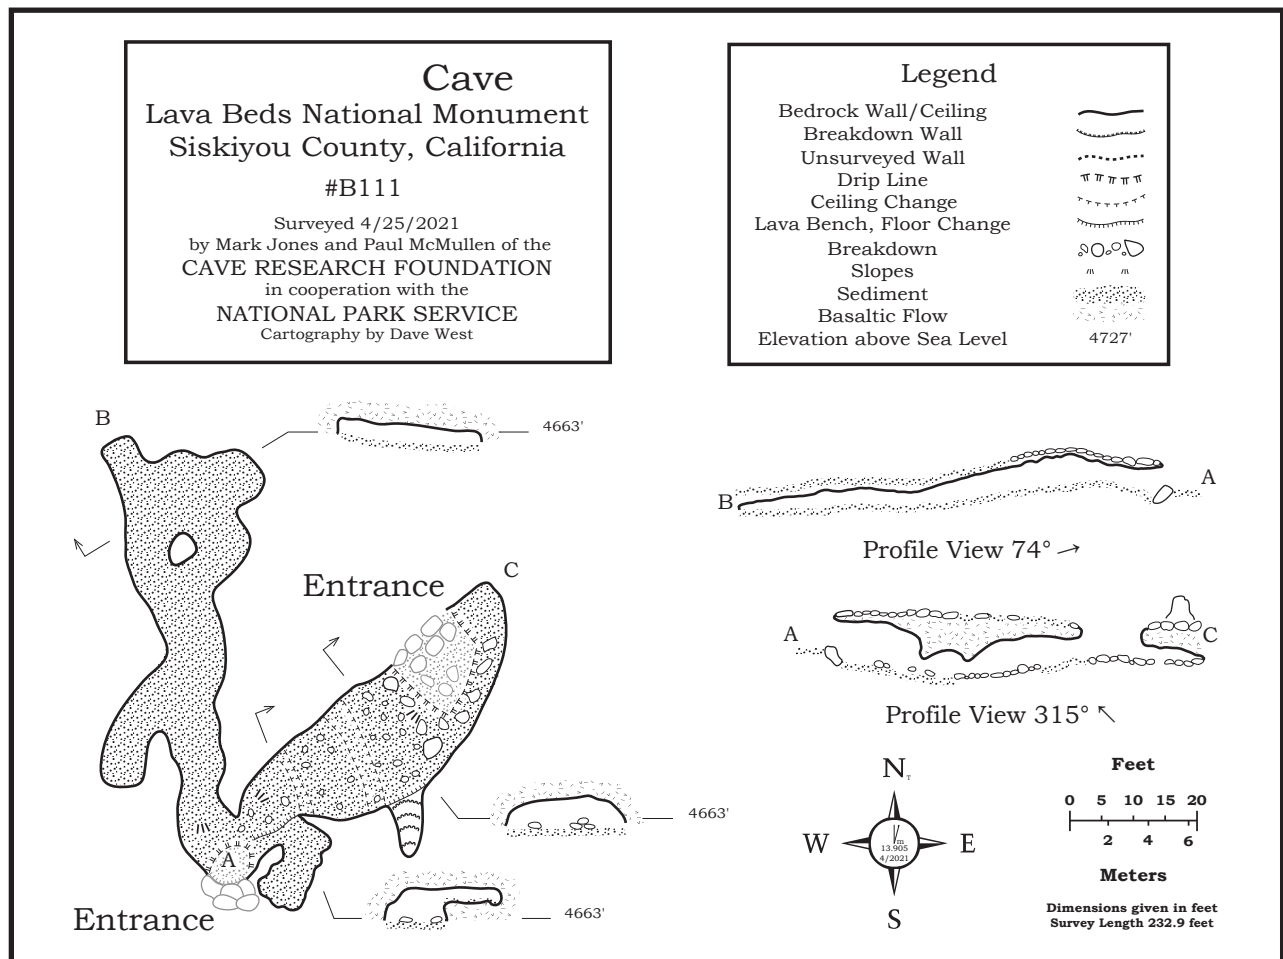 Cave
Lava Beds National Monument
Siskiyou County, California
#B111
Surveyed 4/25/2021
by Mark Jones and Paul McMullen of the
CAVE RESEARCH FOUNDATION
in cooperation with the
NATIONAL PARK SERVICE
Cartography by Dave West
Legend
Bedrock Wall/Ceiling
Breakdown Wall
Unsurveyed Wall
Drip Line
Ceiling Change
Lava Bench, Floor Change
Breakdown
Slopes
Sediment
Basaltic Flow
Elevation above Sea Level 4727'
B
4663'
Entrance
C
4663'
A
Entrance
4663'
B
A
Profile View 74°
A
C
Profile View 315°
N T
W
E
m
13.905
4/2021
S
Feet
0 5 10 15 20
2 4 6
Meters
Dimensions given in feet
Survey Length 232.9 feet